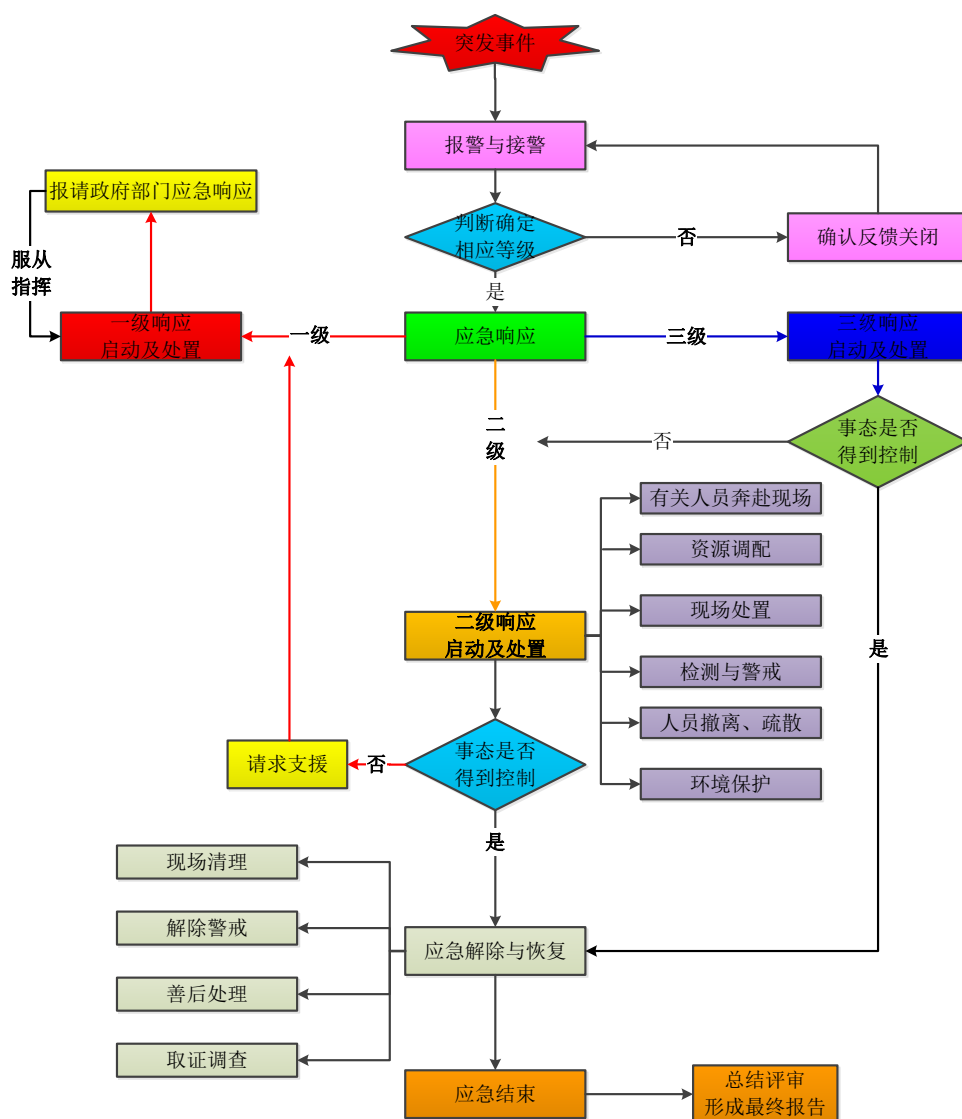 突发事件
报警与接警
报请政府部门应急响应
判断确定
相应等级
否
确认反馈关闭
服从
指挥
是
一级响应
启动及处置
一级
应急响应
三级
三级响应
启动及处置
二
级
否
事态是否
得到控制
有关人员奔赴现场
资源调配
现场处置
二级响应
启动及处置
是
检测与警戒
人员撤离、疏散
请求支援
否
事态是否
得到控制
环境保护
是
现场清理
解除警戒
应急解除与恢复
善后处理
取证调查
应急结束
总结评审
形成最终报告